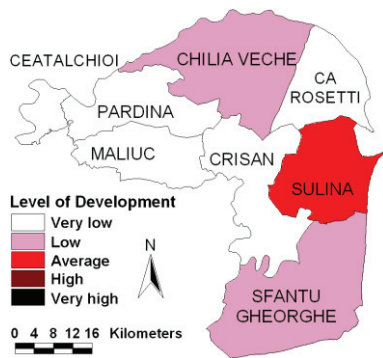 CEATALCHIOI
CHILIA VECHE
CA
ROSETTI
PARDINA
MALIUC
CRISAN
SULINA
SFANTU
GHEORGHE
Level of Development
Very low
Low
Average
High
Very high
N
0 4 8 12 16 Kilometers